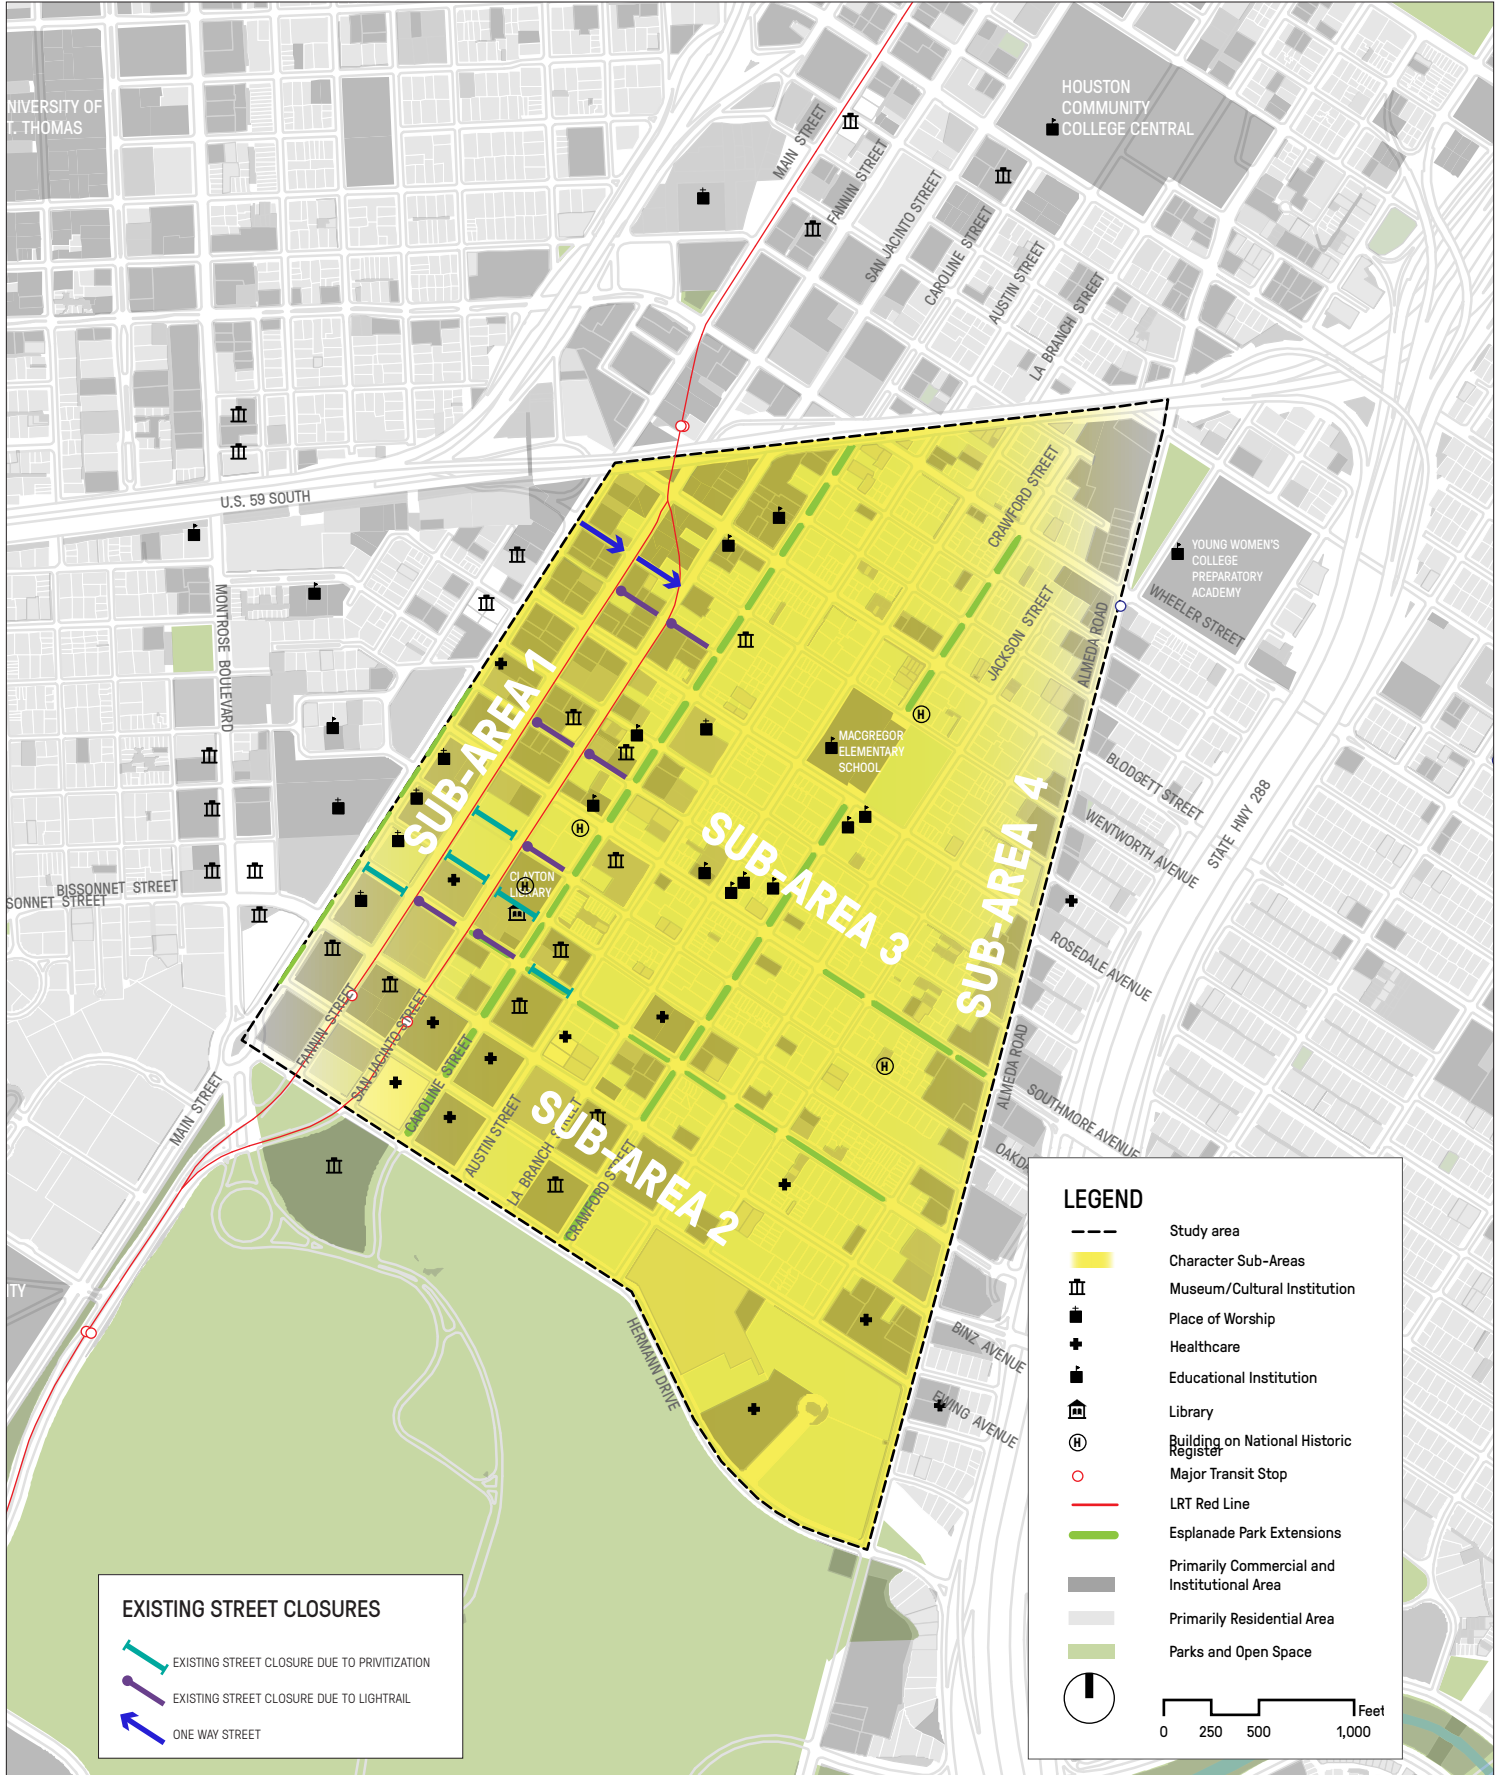 HOUSTON
COMMUNITY
COLLEGE CENTRAL
NIVERSITY OF
T. THOMAS
MAIN STREET
FANNIN STREET
SAN JACINTO STREET
CAROLINE STREET
AUSTIN STREET
LA BRANCH STREET
U.S. 59 SOUTH
CRAWFORD STREET
YOUNG WOMEN'S
COLLEGE
PREPARATORY
ACADEMY
WHEELER STREET
MONTROSE BOULEVARD
JACKSON STREET
ALMEDA ROAD
SUB-AREA 1
MACGREGOR
ELEMENTARY
SCHOOL
BLODGETT STREET
STATE HWY 288
WENTWORTH AVENUE
SUB-AREA 3
SUB-AREA 4
CLAYTON
LIBRARY
BISSONNET STREET
SONNET STREET
ROSEDALE AVENUE
FANNIN STREET
SAN JACINTO STREET
CAROLINE STREET
MAIN STREET
AUSTIN STREET
LA BRANCH STREET
CRAWFORD STREET
SUB-AREA 2
ALMEDA ROAD
SOUTHMORE AVENUE
OAKDA
HERMANN DRIVE
BINZ AVENUE
EWING AVENUE
ITY
LEGEND
Study area
Character Sub-Areas
Museum/Cultural Institution
Place of Worship
Healthcare
Educational Institution
Library
H Building on National Historic
Register
Major Transit Stop
LRT Red Line
Esplanade Park Extensions
Primarily Commercial and
Institutional Area
Primarily Residential Area
Parks and Open Space
Feet
0 250 500 1,000
EXISTING STREET CLOSURES
EXISTING STREET CLOSURE DUE TO PRIVITIZATION
EXISTING STREET CLOSURE DUE TO LIGHTRAIL
ONE WAY STREET
H
H
H
H